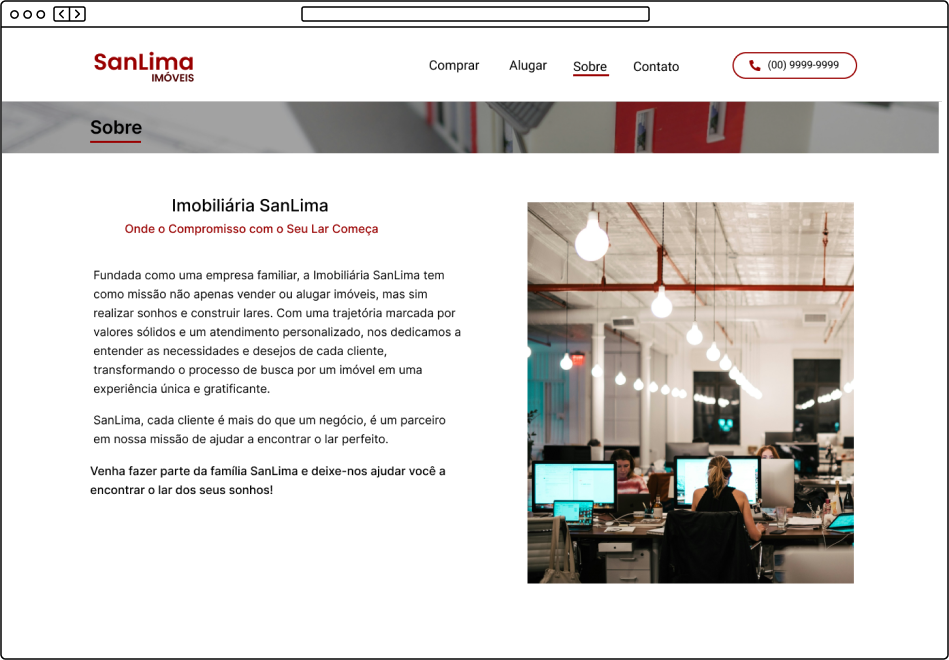 SanLima
IMÓVEIS
Comprar
Alugar
Sobre
Contato
(00) 9999-9999
Sobre
Imobiliária SanLima
Onde o Compromisso com o Seu Lar Começa
Fundada como uma empresa familiar, a Imobiliária SanLima tem
como missão não apenas vender ou alugar imóveis, mas sim
realizar sonhos e construir lares. Com uma trajetória marcada por
valores sólidos e um atendimento personalizado, nos dedicamos a
entender as necessidades e desejos de cada cliente,
transformando o processo de busca por um imóvel em uma
experiência única e gratificante.
SanLima, cada cliente é mais do que um negócio, é um parceiro
em nossa missão de ajudar a encontrar o lar perfeito.
Venha fazer parte da família SanLima e deixe-nos ajudar você a
encontrar o lar dos seus sonhos!